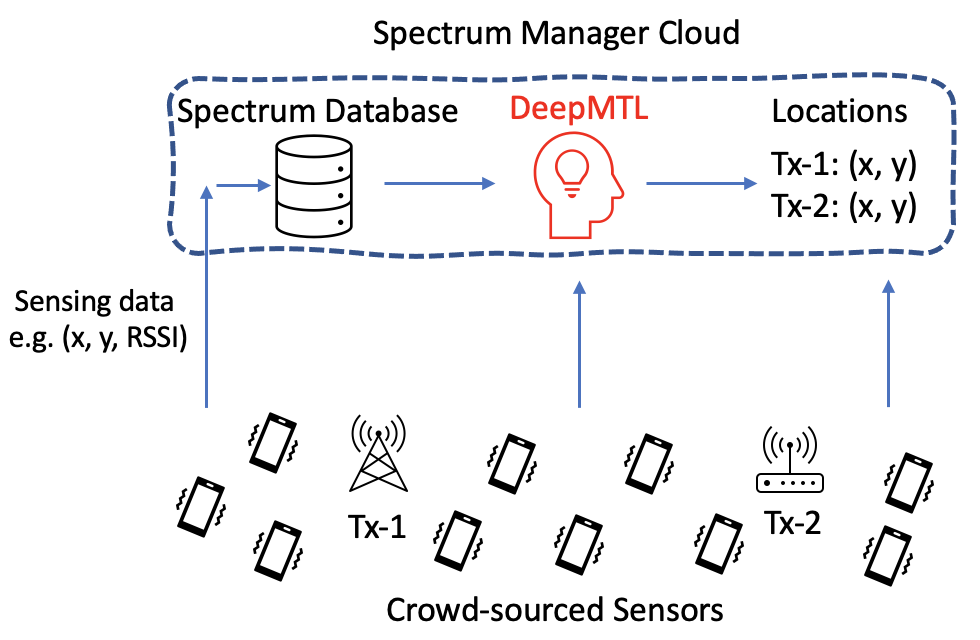 Spectrum Manager Cloud
Spectrum Database
DeepMTL
Locations
Tx-1: (x, y)
Tx-2: (x, y)
Sensing data
e.g. (x, y, RSSI)
Tx-1
Tx-2
Crowd-sourced Sensors